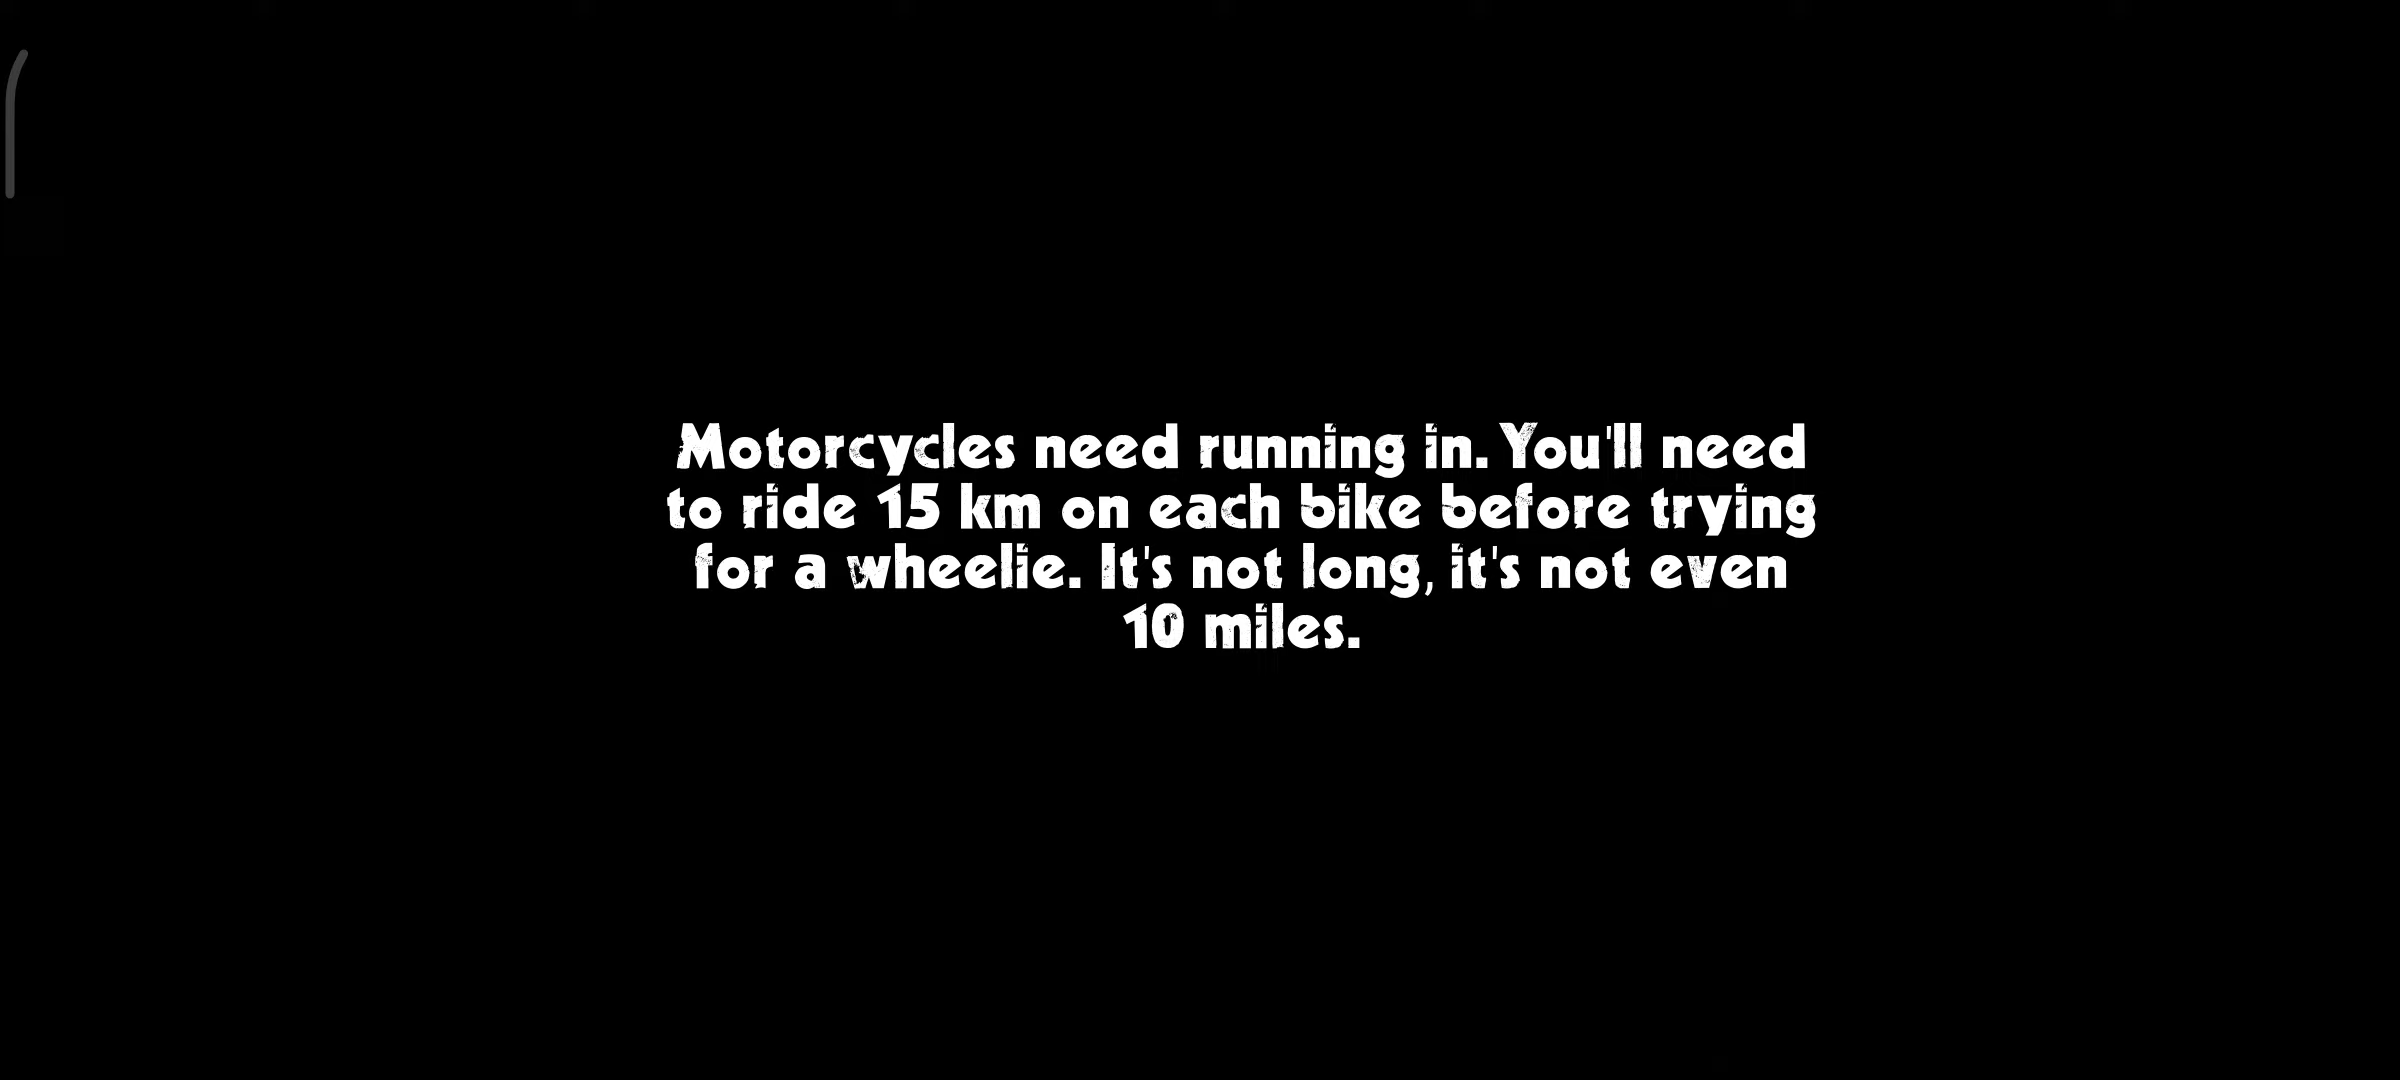 Motorcycles need running in. You'll need
to ride 15 km on each bike before trying
for a wheelie. It's not long, it's not even
10 miles.